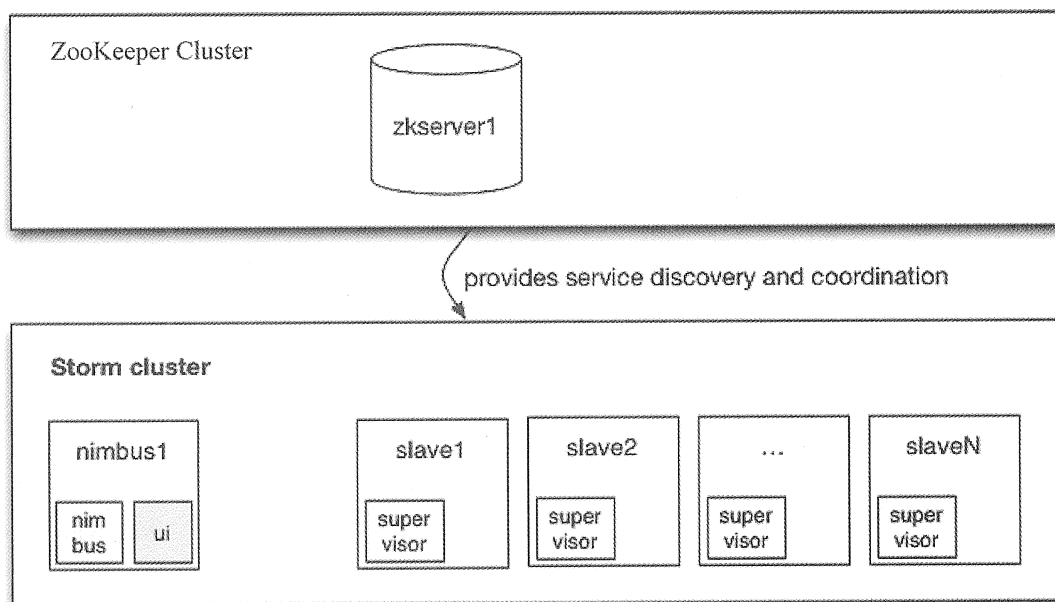 ZooKeeper Cluster
zkserver1
provides service discovery and coordination
Storm cluster
nimbus1
nim
bus
ui
slave1
super
visor
slave2
super
visor
...
super
visor
slaveN
super
visor